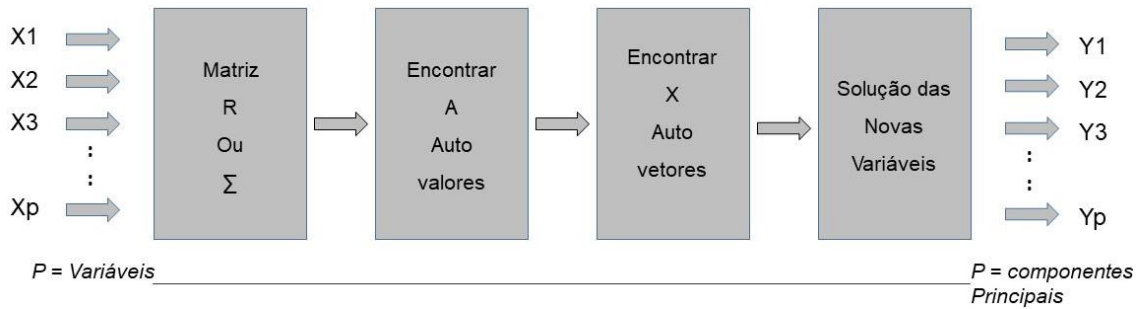 X1
X2
X3
:
:
Xp
P = Variáveis
Matriz
R
Ou
∑
Encontrar
A
Auto
valores
Encontrar
X
Auto
vetores
Solução das
Novas
Variáveis
Y1
Y2
Y3
:
:
Yp
P = componentes
Principais